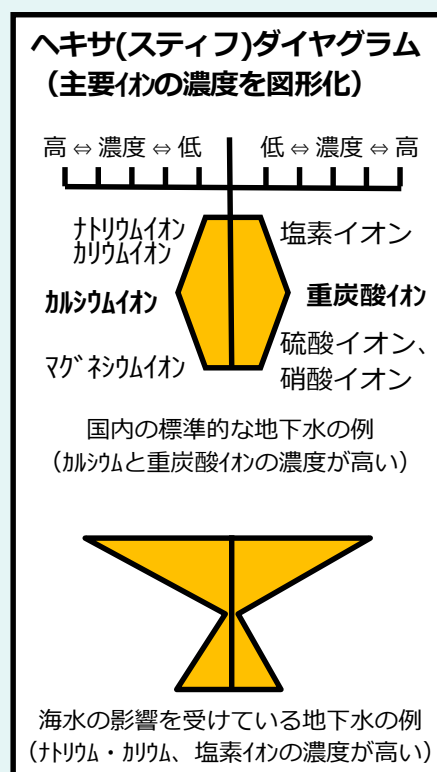 ヘキサ(スティフ)ダイヤグラム
（主要ｲｵﾝの濃度を図形化）
高 ⇔ 濃度 ⇔ 低　低 ⇔ 濃度 ⇔ 高
ﾅﾄﾘｳﾑイオン　塩素イオン
ｶﾘｳﾑイオン
ｶﾙｼｳﾑｲｵﾝ　重炭酸ｲｵﾝ
ﾏｸﾞﾈｼｳﾑｲｵﾝ　硫酸イオン、
硝酸イオン
国内の標準的な地下水の例
（ｶﾙｼｳﾑと重炭酸ｲｵﾝの濃度が高い）
海水の影響を受けている地下水の例
（ﾅﾄﾘｳﾑ・ｶﾘｳﾑ、塩素ｲｵﾝの濃度が高い）